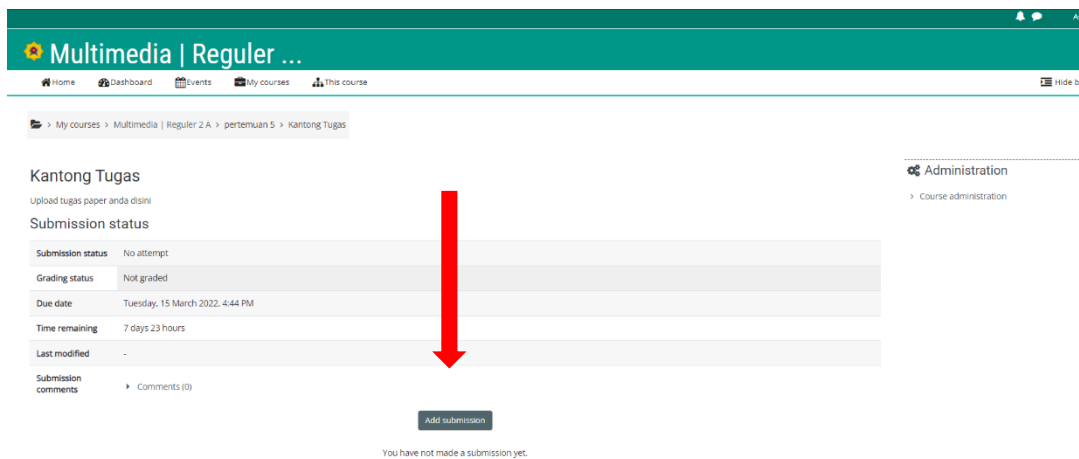 Multimedia | Reguler ...
Home Dashboard Events My courses This course Hide b
> My courses > Multimedia | Reguler 2 A > pertemuan 5 > Kantong Tugas
Kantong Tugas
Upload tugas paper anda disini
Submission status
Submission status No attempt
Grading status Not graded
Due date Tuesday, 15 March 2022, 4:44 PM
Time remaining 7 days 23 hours
Last modified -
Submission
comments
Comments (0)
Add submission
You have not made a submission yet.
Administration
> Course administration